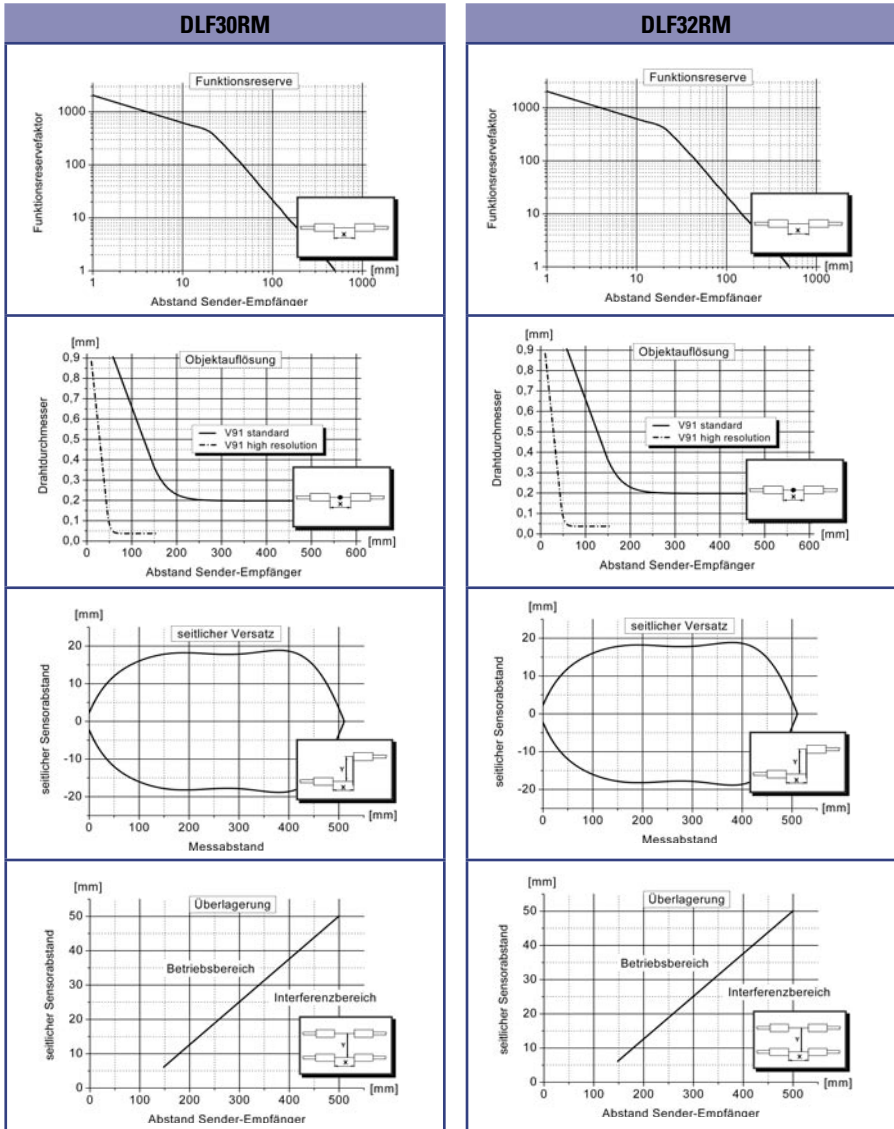 DLF30RM
DLF32RM
Funktionsreserve
Funktionsreservefaktor
1000
100
10
1
x
1 10 100 1000
[mm]
Abstand Sender-Empfänger
Funktionsreserve
Funktionsreservefaktor
1000
100
10
1
x
1 10 100 1000
[mm]
Abstand Sender-Empfänger
[mm]
Objektauflösung
Drahtdurchmesser
0,9
0,8
0,7
0,6
0,5
0,4
0,3
0,2
0,1
0,0
V91 standard
V91 high resolution
x
0 100 200 300 400 500 600
[mm]
Abstand Sender-Empfänger
[mm]
Objektauflösung
Drahtdurchmesser
0,9
0,8
0,7
0,6
0,5
0,4
0,3
0,2
0,1
0,0
V91 standard
V91 high resolution
x
0 100 200 300 400 500 600
[mm]
Abstand Sender-Empfänger
[mm]
seitlicher Versatz
seitlicher Sensorabstand
20
10
0
-10
-20
Y
x
0 100 200 300 400 500
[mm]
Messabstand
[mm]
seitlicher Versatz
seitlicher Sensorabstand
20
10
0
-10
-20
Y
x
0 100 200 300 400 500
[mm]
Messabstand
[mm]
Überlagerung
seitlicher Sensorabstand
50
40
30
20
10
0
Betriebsbereich
Interferenzbereich
Y
x
0 100 200 300 400 500
[mm]
Abstand Sender-Empfänger
[mm]
Überlagerung
seitlicher Sensorabstand
50
40
30
20
10
0
Betriebsbereich
Interferenzbereich
Y
x
0 100 200 300 400 500
[mm]
Abstand Sender-Empfänger